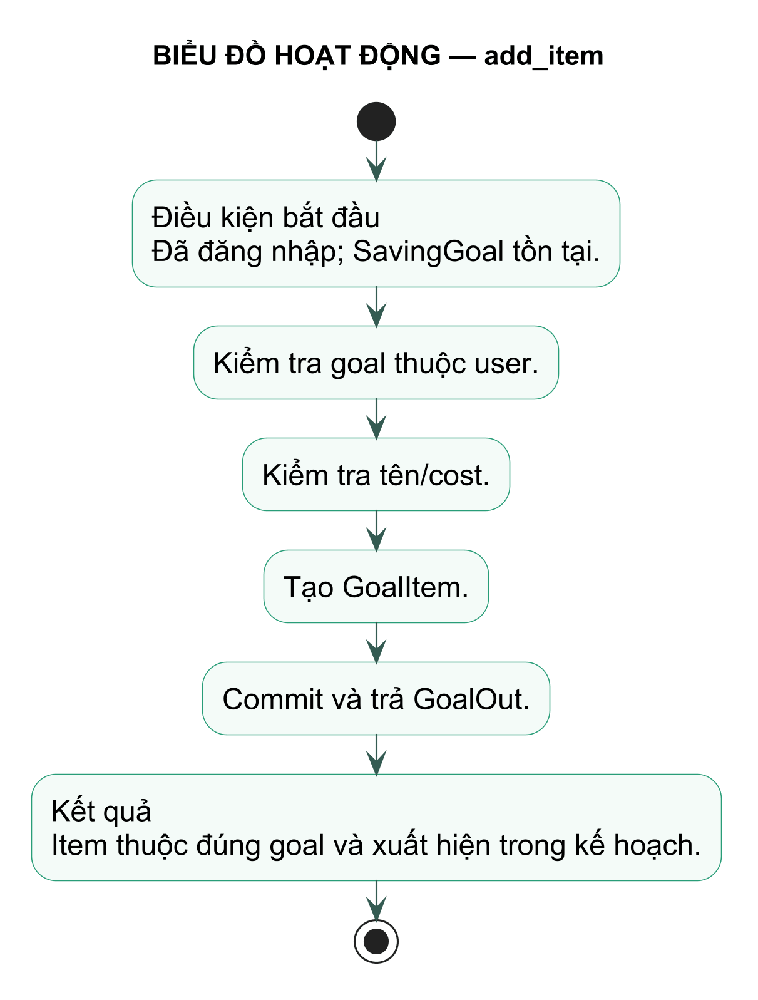 BIỂU ĐỒ HOẠT ĐỘNG — add_item
Điều kiện bắt đầu
Đã đăng nhập; SavingGoal tồn tại.
Kiểm tra goal thuộc user.
Kiểm tra tên/cost.
Tạo GoalItem.
Commit và trả GoalOut.
Kết quả
Item thuộc đúng goal và xuất hiện trong kế hoạch.